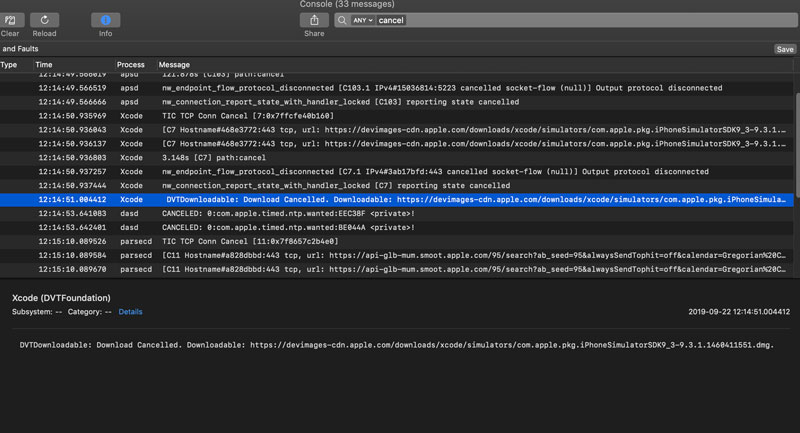 Console (33 messages)
ANY cancel
Clear Reload Info Share
and Faults Save
Type Time Process Message
12:14:49.566019 apsd 121.878s [C103] path:cancel
12:14:49.566519 apsd nw_endpoint_flow_protocol_disconnected [C103.1 IPv4#15036814:5223 cancelled socket-flow (null)] Output protocol disconnected
12:14:49.566666 apsd nw_connection_report_state_with_handler_locked [C103] reporting state cancelled
12:14:50.935969 Xcode TIC TCP Conn Cancel [7:0x7ffcfe40b160]
12:14:50.936043 Xcode [C7 Hostname#468e3772:443 tcp, url: https://devimages-cdn.apple.com/downloads/xcode/simulators/com.apple.pkg.iPhoneSimulatorSDK9_3-9.3.1....
12:14:50.936137 Xcode [C7 Hostname#468e3772:443 tcp, url: https://devimages-cdn.apple.com/downloads/xcode/simulators/com.apple.pkg.iPhoneSimulatorSDK9_3-9.3.1....
12:14:50.936803 Xcode 3.148s [C7] path:cancel
12:14:50.937257 Xcode nw_endpoint_flow_protocol_disconnected [C7.1 IPv4#3ab17bfd:443 cancelled socket-flow (null)] Output protocol disconnected
12:14:50.937444 Xcode nw_connection_report_state_with_handler_locked [C7] reporting state cancelled
12:14:51.004412 Xcode DVTDownloadable: Download Cancelled. Downloadable: https://devimages-cdn.apple.com/downloads/xcode/simulators/com.apple.pkg.iPhoneSimula...
12:14:53.641083 dasd CANCELED: 0:com.apple.timed.ntp.wanted:EEC38F <private>!
12:14:53.642401 dasd CANCELED: 0:com.apple.timed.ntp.wanted:BE044A <private>!
12:15:10.089526 parsecd TIC TCP Conn Cancel [11:0x7f8657c2b4e0]
12:15:10.089584 parsecd [C11 Hostname#a828dbbd:443 tcp, url: https://api-glb-mum.smoot.apple.com/95/search?ab_seed=95&alwaysSendTophit=off&calendar=Gregorian%20C...
12:15:10.089670 parsecd [C11 Hostname#a828dbbd:443 tcp, url: https://api-glb-mum.smoot.apple.com/95/search?ab_seed=95&alwaysSendTophit=off&calendar=Gregorian%20C...
Xcode (DVTFoundation)
Subsystem: -- Category: -- Details 2019-09-22 12:14:51.004412
DVTDownloadable: Download Cancelled. Downloadable: https://devimages-cdn.apple.com/downloads/xcode/simulators/com.apple.pkg.iPhoneSimulatorSDK9_3-9.3.1.1460411551.dmg.